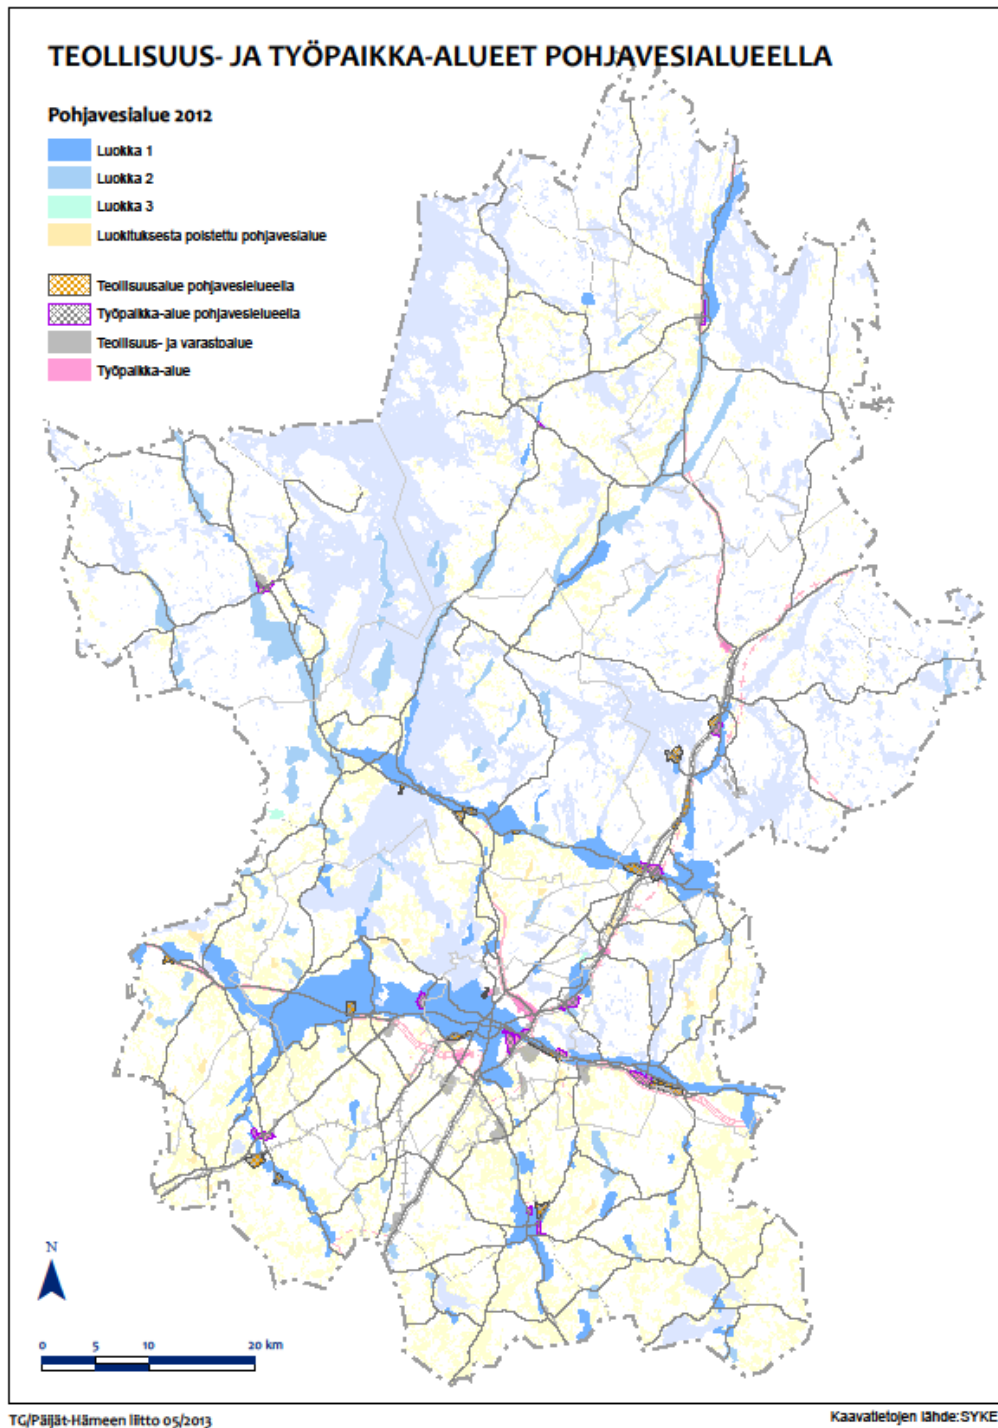 TEOLLISUUS- JA TYÖPAIKKA-ALUEET POHJAVESIALUEELLA
Pohjavesialue 2012
Luokka 1
Luokka 2
Luokka 3
Luokituksesta poistettu pohjavesialue
Teollisuusalue pohjaveslelueella
Työpaikka-alue pohjaveslelueella
Teollisuus- ja varastoalue
Työpaikka-alue
N
0 5 10 20 km
TG/Päijät-Hämeen liitto 05/2013
Kaavatietojen lähde:SYKE